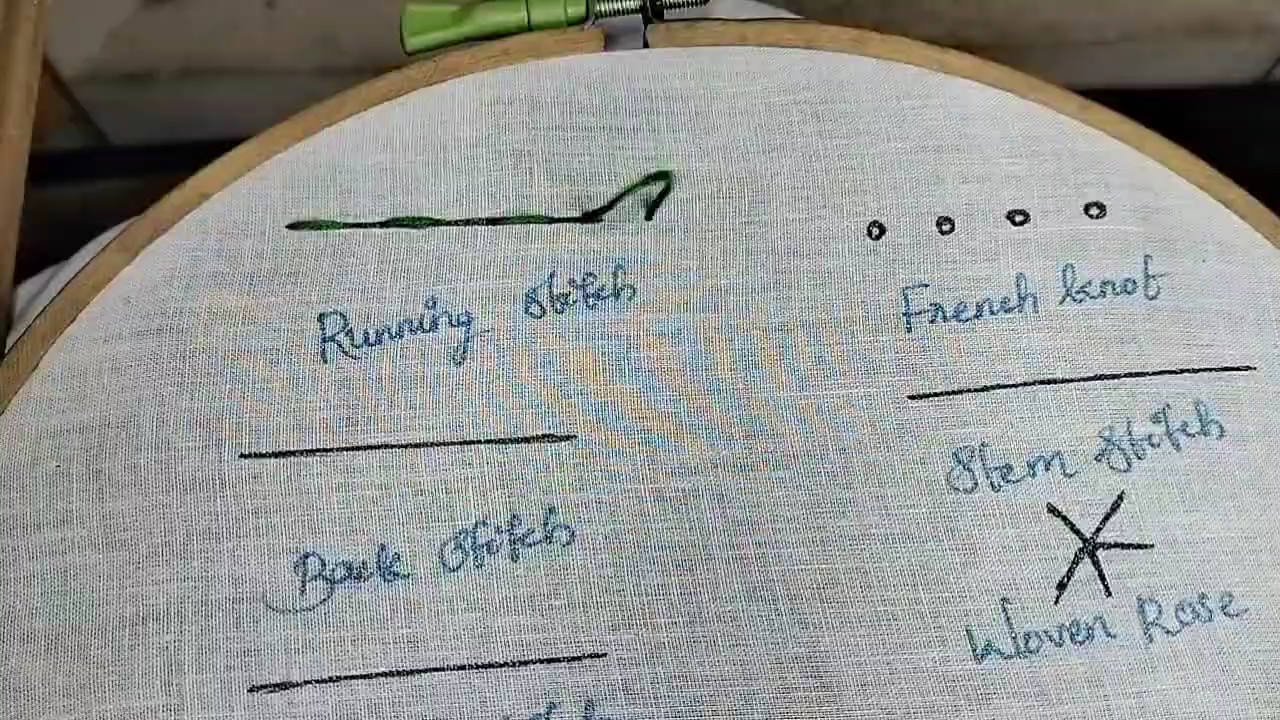 Running Stitch
French knot
Back Stitch
Stem Stitch
Woven Rose